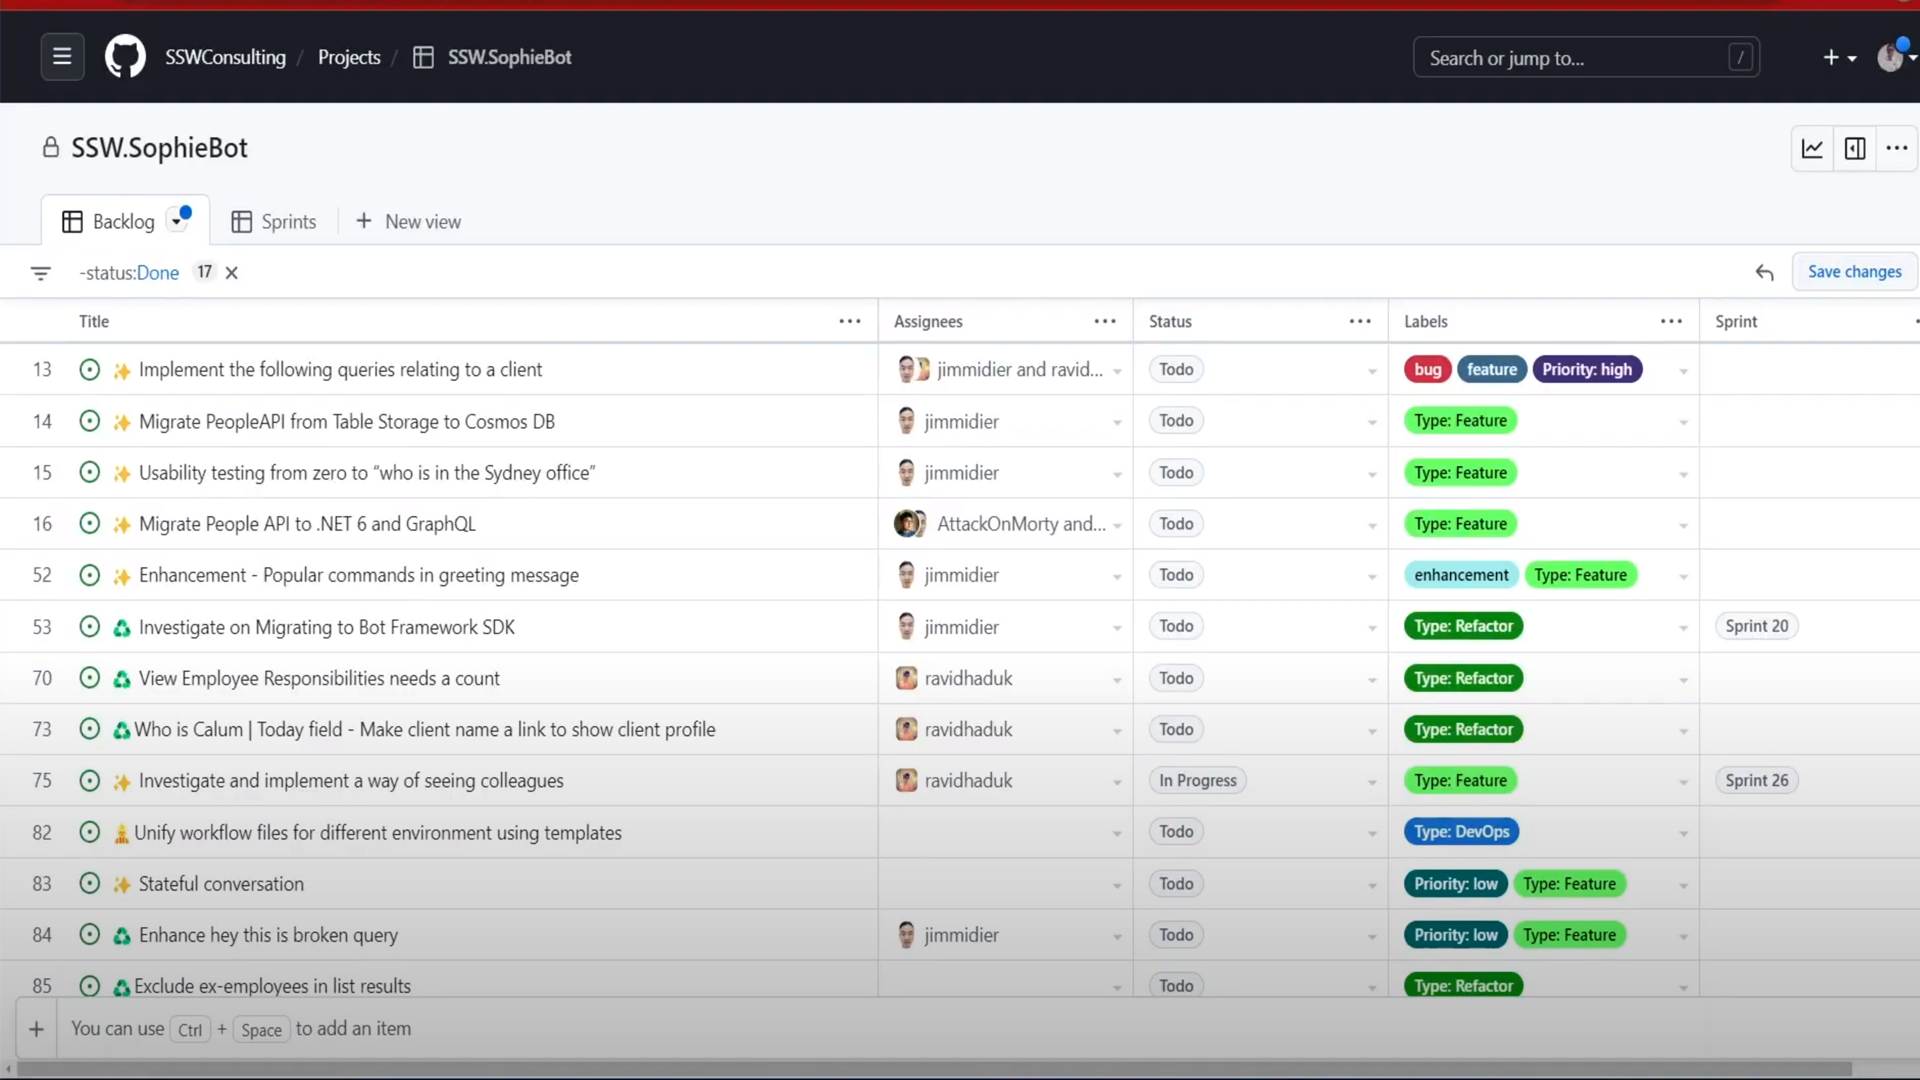 SSWConsulting / Projects / SSW.SophieBot
Search or jump to... /
SSW.SophieBot
Backlog Sprints + New view
-status:Done 17 Save changes
Title Assignees Status Labels Sprint
13 Implement the following queries relating to a client jimmidier and ravid... Todo bug feature Priority: high
14 Migrate PeopleAPI from Table Storage to Cosmos DB jimmidier Todo Type: Feature
15 Usability testing from zero to “who is in the Sydney office” jimmidier Todo Type: Feature
16 Migrate People API to .NET 6 and GraphQL AttackOnMorty and... Todo Type: Feature
52 Enhancement - Popular commands in greeting message jimmidier Todo enhancement Type: Feature
53 Investigate on Migrating to Bot Framework SDK jimmidier Todo Type: Refactor Sprint 20
70 View Employee Responsibilities needs a count ravidhaduk Todo Type: Refactor
73 Who is Calum | Today field - Make client name a link to show client profile ravidhaduk Todo Type: Refactor
75 Investigate and implement a way of seeing colleagues ravidhaduk In Progress Type: Feature Sprint 26
82 Unify workflow files for different environment using templates Todo Type: DevOps
83 Stateful conversation Todo Priority: low Type: Feature
84 Enhance hey this is broken query jimmidier Todo Priority: low Type: Feature
85 Exclude ex-employees in list results Todo Type: Refactor
+ You can use Ctrl + Space to add an item